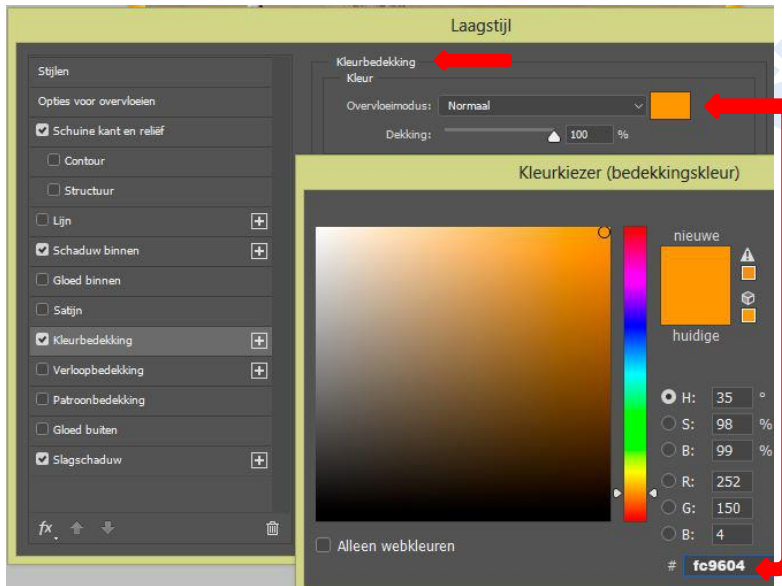 Laagstijl
Stijlen
Opties voor overvloeien
Schuine kant en reliëf
Contour
Structuur
Lijn
Schaduw binnen
Gloed binnen
Satijn
Kleurbedekking
Verloopbedekking
Patroonbedekking
Gloed buiten
Slagschaduw
fx
Kleurbedekking
Kleur
Overvloeimodus: Normaal
Dekking: 100 %
Kleurkiezer (bedekkingskleur)
nieuwe
huidige
H: 35 °
S: 98 %
B: 99 %
R: 252
G: 150
B: 4
# fc9604
Alleen webkleuren